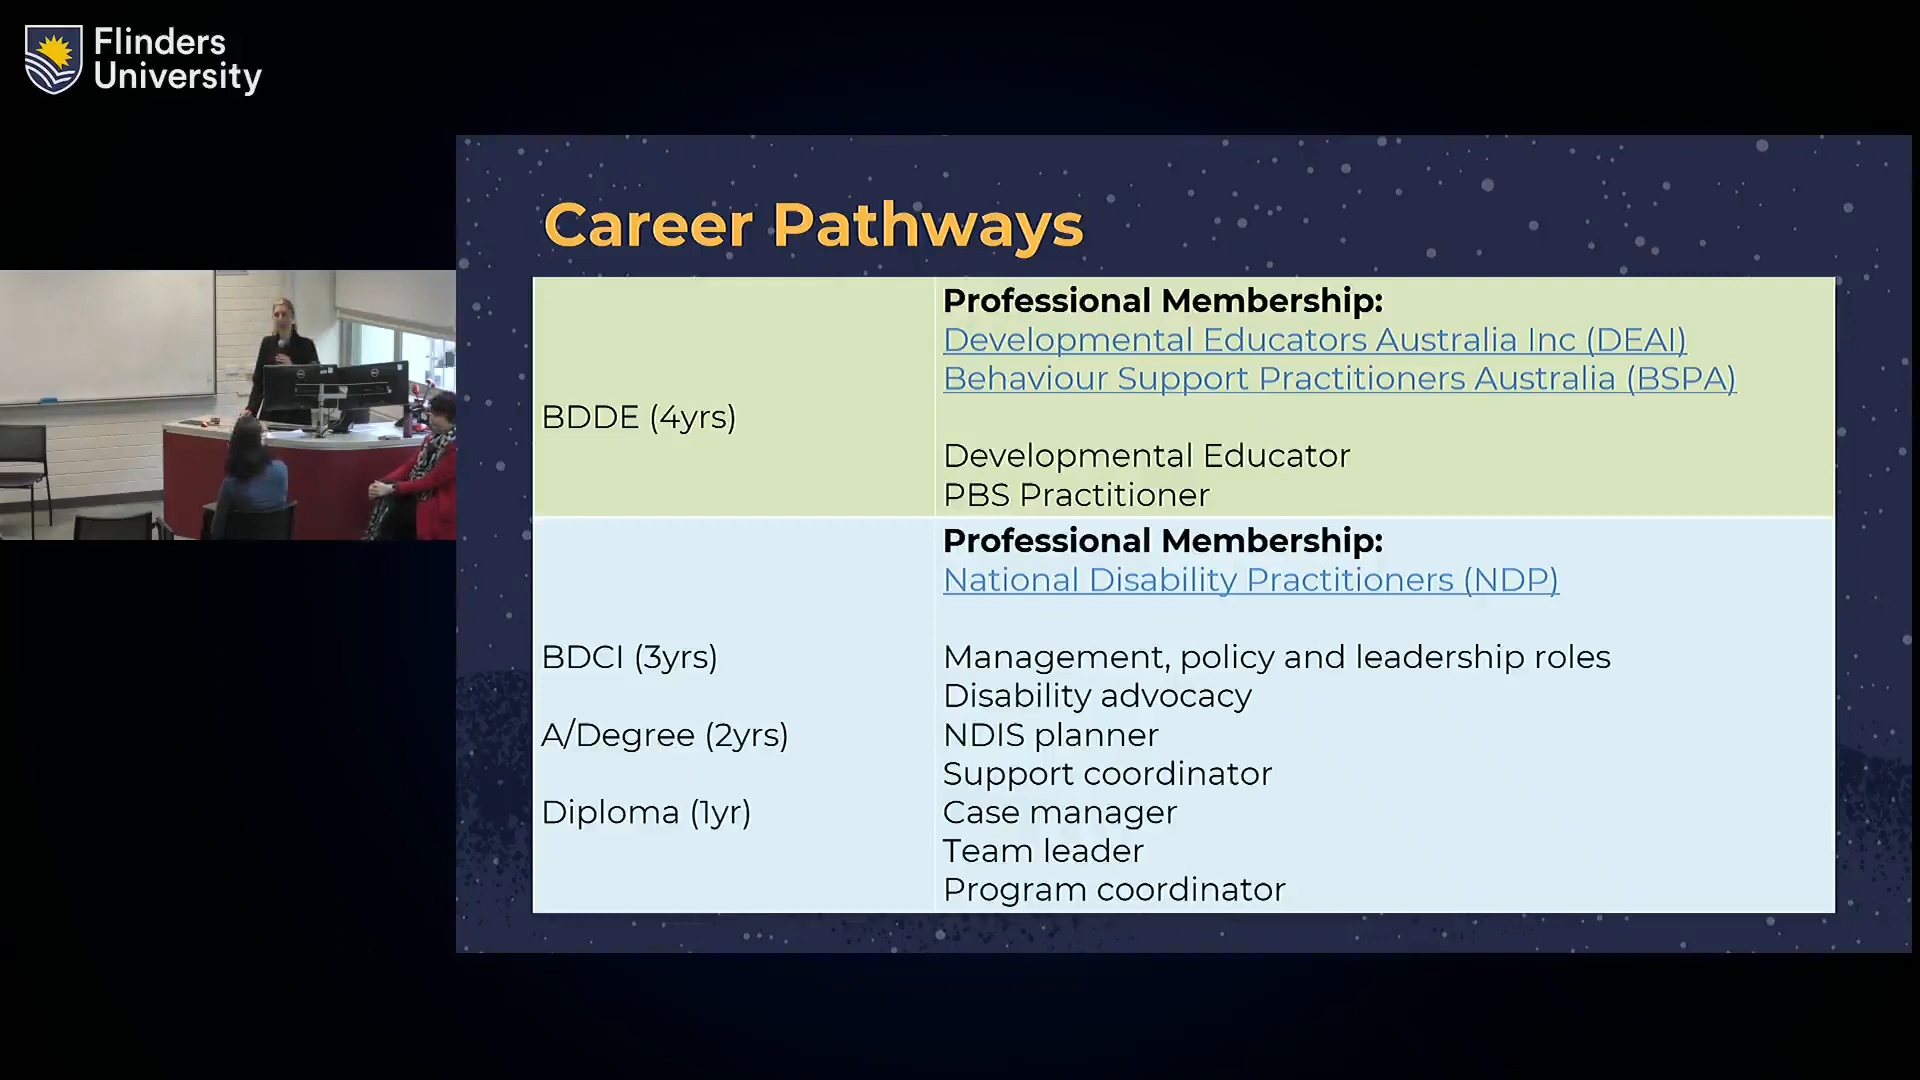 Flinders
University
Career Pathways
BDDE (4yrs)
Professional Membership:
Developmental Educators Australia Inc (DEAI)
Behaviour Support Practitioners Australia (BSPA)
Developmental Educator
PBS Practitioner
BDCI (3yrs)
A/Degree (2yrs)
Diploma (1yr)
Professional Membership:
National Disability Practitioners (NDP)
Management, policy and leadership roles
Disability advocacy
NDIS planner
Support coordinator
Case manager
Team leader
Program coordinator